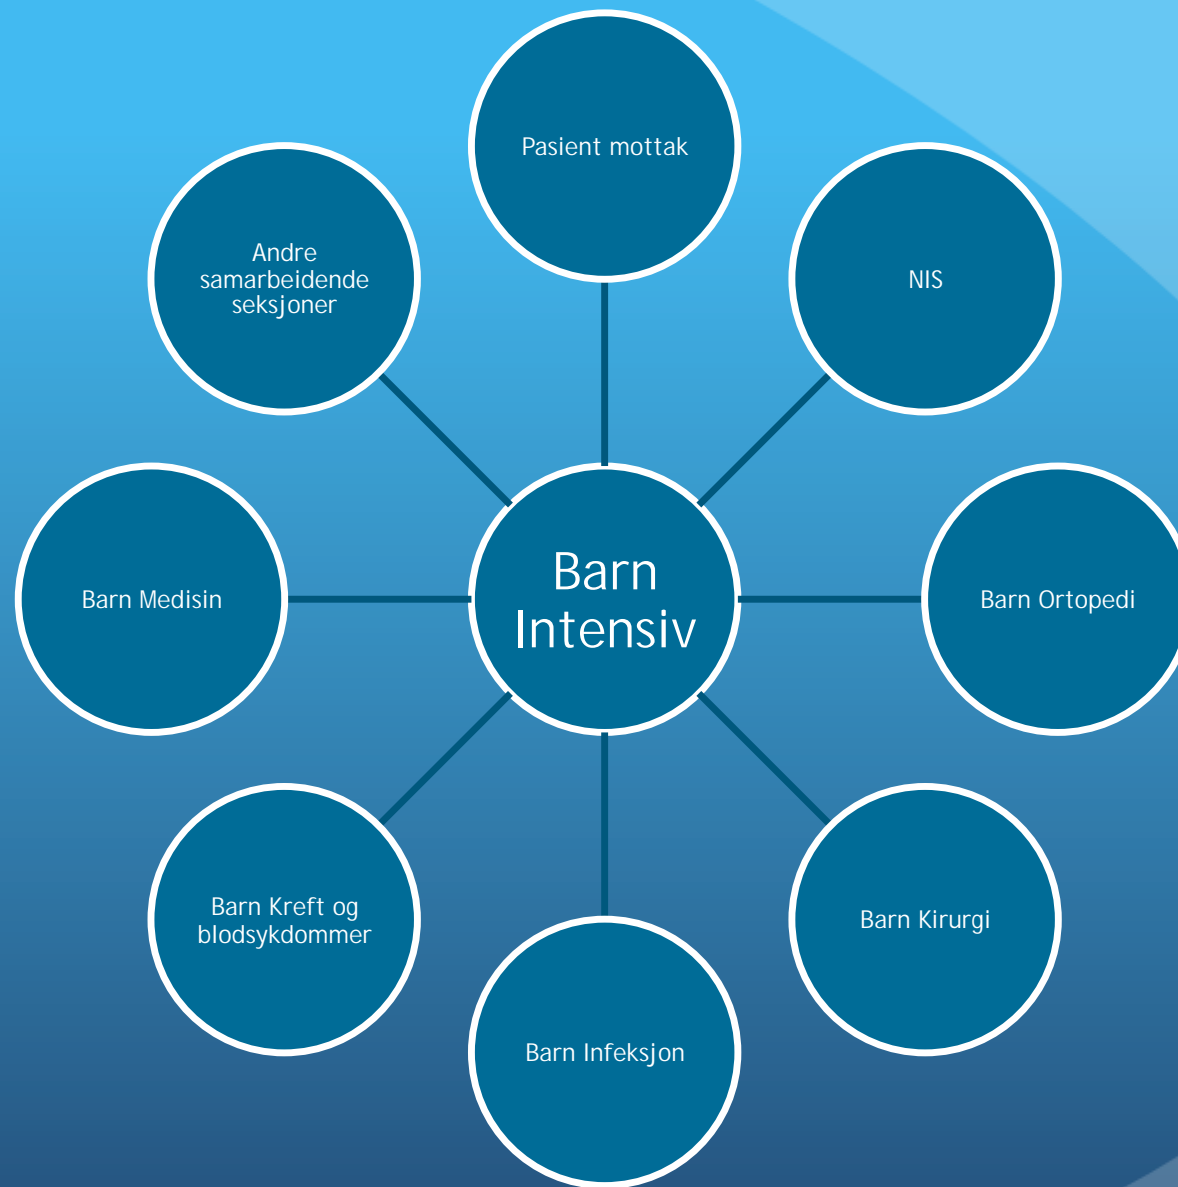 Pasient mottak
Andre
samarbeidende
seksjoner
NIS
Barn Medisin
Barn
Intensiv
Barn Ortopedi
Barn Kreft og
blodsykdommer
Barn Kirurgi
Barn Infeksjon